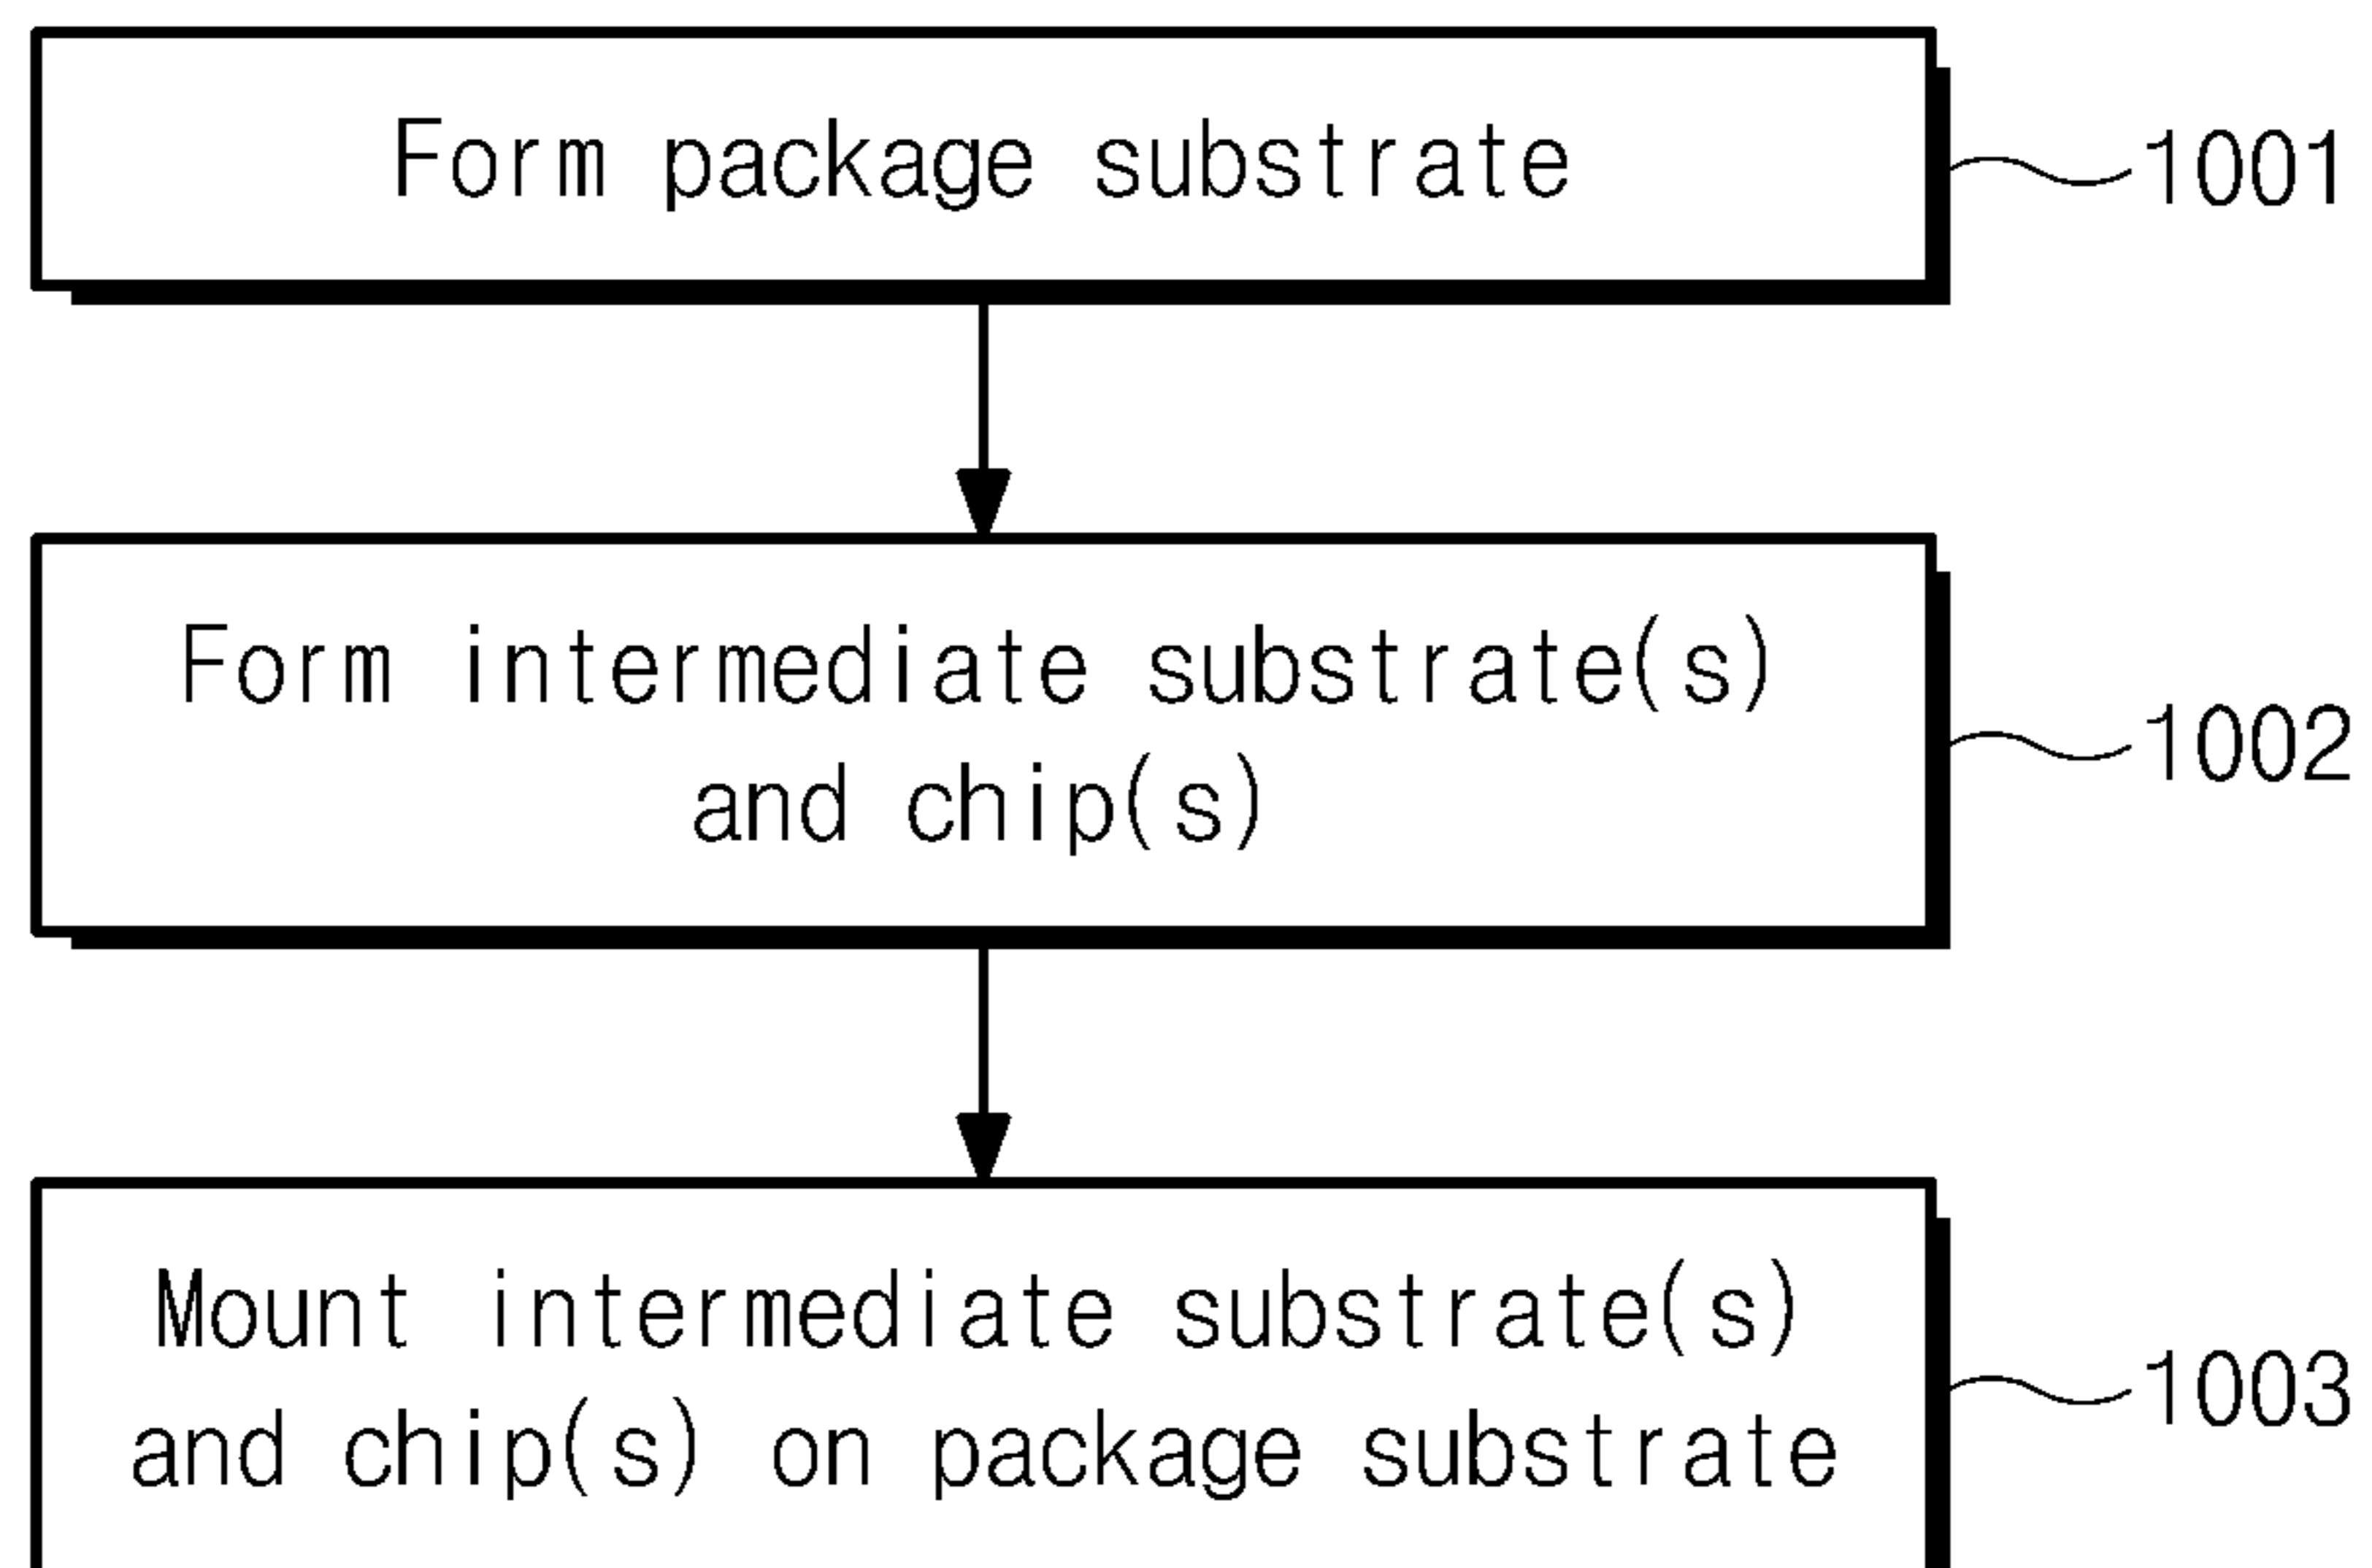 Form package substrate
1001
Form intermediate substrate(s)
and chip(s)
1002
Mount intermediate substrate(s)
and chip(s) on package substrate
1003